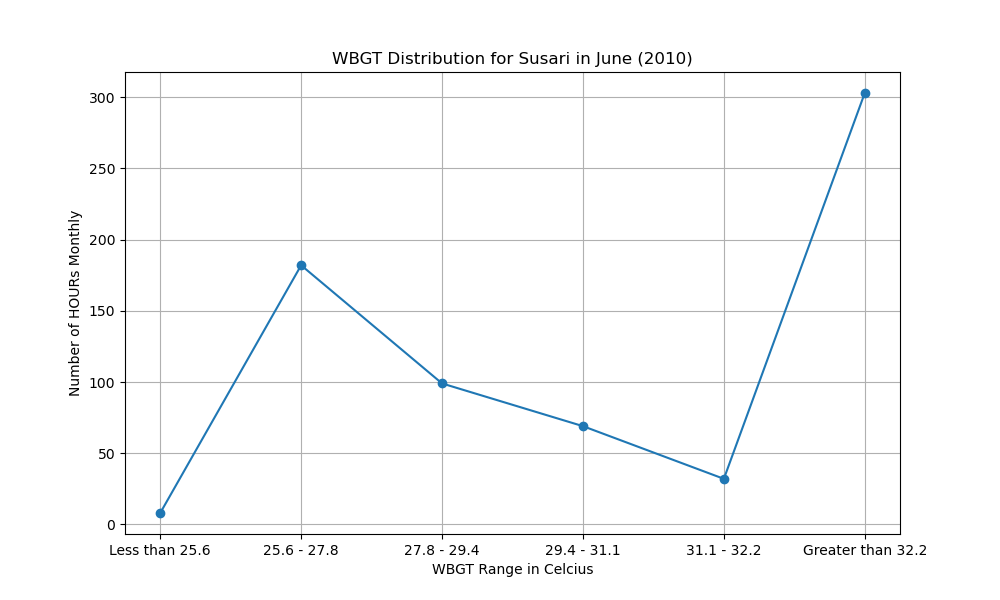 WBGT Distribution for Susari in June (2010)
Number of HOURs Monthly
300
250
200
150
100
50
0
Less than 25.6
25.6 - 27.8
27.8 - 29.4
29.4 - 31.1
31.1 - 32.2
Greater than 32.2
WBGT Range in Celcius